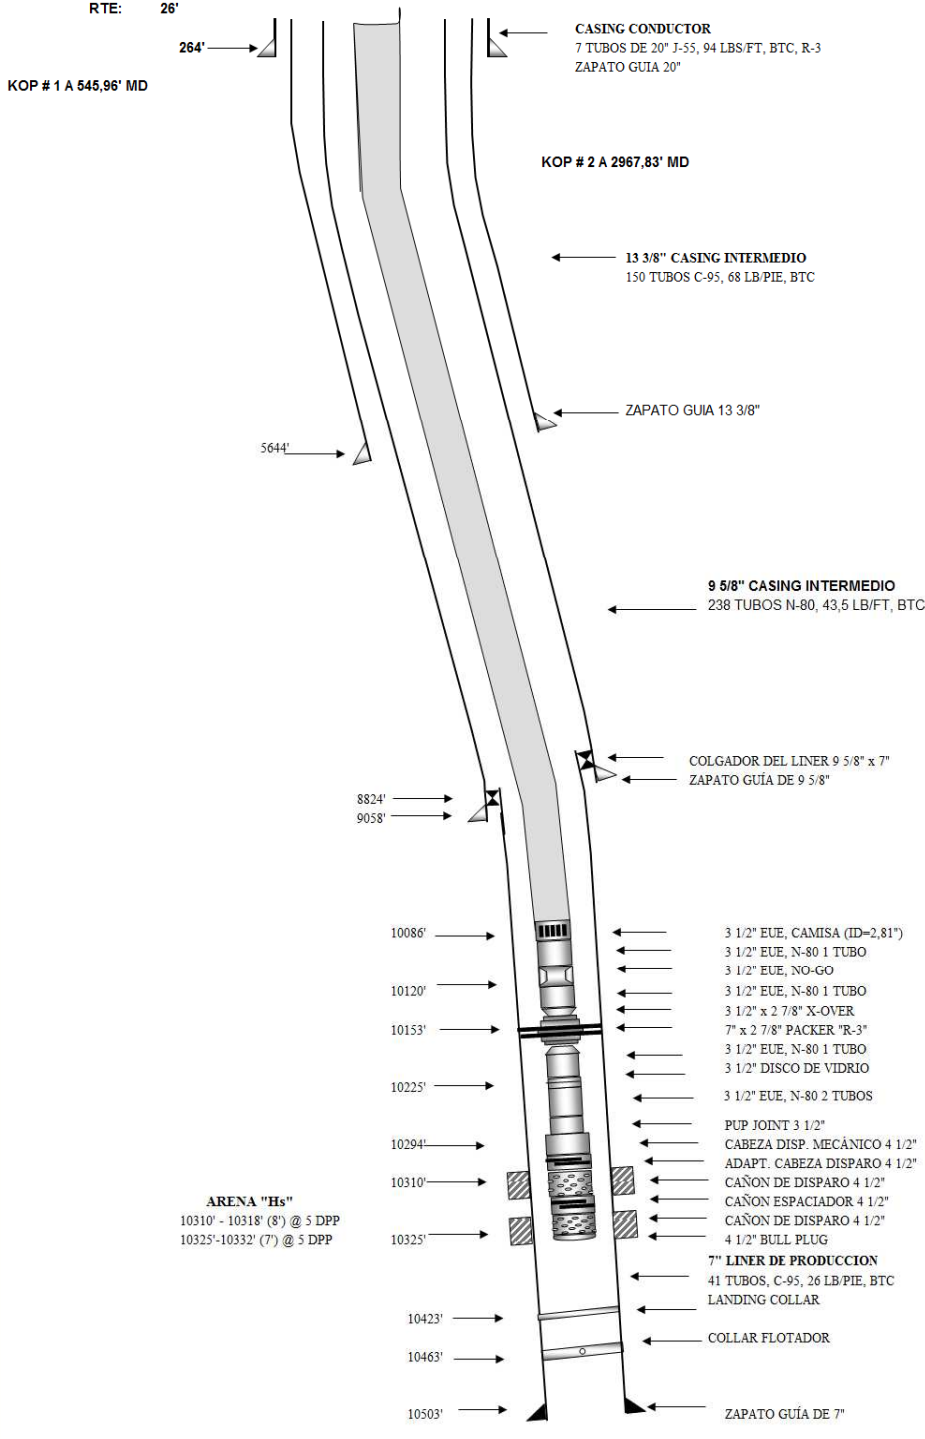 RTE: 26'
CASING CONDUCTOR
264'
7 TUBOS DE 20" J-55, 94 LBS/FT, BTC, R-3
ZAPATO GUIA 20"
KOP # 1 A 545,96' MD
KOP # 2 A 2967,83' MD
13 3/8" CASING INTERMEDIO
150 TUBOS C-95, 68 LB/PIE, BTC
ZAPATO GUIA 13 3/8"
5644'
9 5/8" CASING INTERMEDIO
238 TUBOS N-80, 43,5 LB/FT, BTC
COLGADOR DEL LINER 9 5/8" x 7"
ZAPATO GUÍA DE 9 5/8"
8824'
9058'
10086'
3 1/2" EUE, CAMISA (ID=2,81")
3 1/2" EUE, N-80 1 TUBO
3 1/2" EUE, NO-GO
10120'
3 1/2" EUE, N-80 1 TUBO
3 1/2" x 2 7/8" X-OVER
10153'
7" x 2 7/8" PACKER "R-3"
3 1/2" EUE, N-80 1 TUBO
3 1/2" DISCO DE VIDRIO
10225'
3 1/2" EUE, N-80 2 TUBOS
PUP JOINT 3 1/2"
10294'
CABEZA DISP. MECÀNICO 4 1/2"
ADAPT. CABEZA DISPARO 4 1/2"
10310'
CAÑON DE DISPARO 4 1/2"
CAÑON ESPACIADOR 4 1/2"
ARENA "Hs"
10310' - 10318' (8') @ 5 DPP
10325'-10332' (7') @ 5 DPP
CAÑON DE DISPARO 4 1/2"
10325'
4 1/2" BULL PLUG
7" LINER DE PRODUCCION
41 TUBOS, C-95, 26 LB/PIE, BTC
LANDING COLLAR
10423'
COLLAR FLOTADOR
10463'
10503'
ZAPATO GUÍA DE 7"